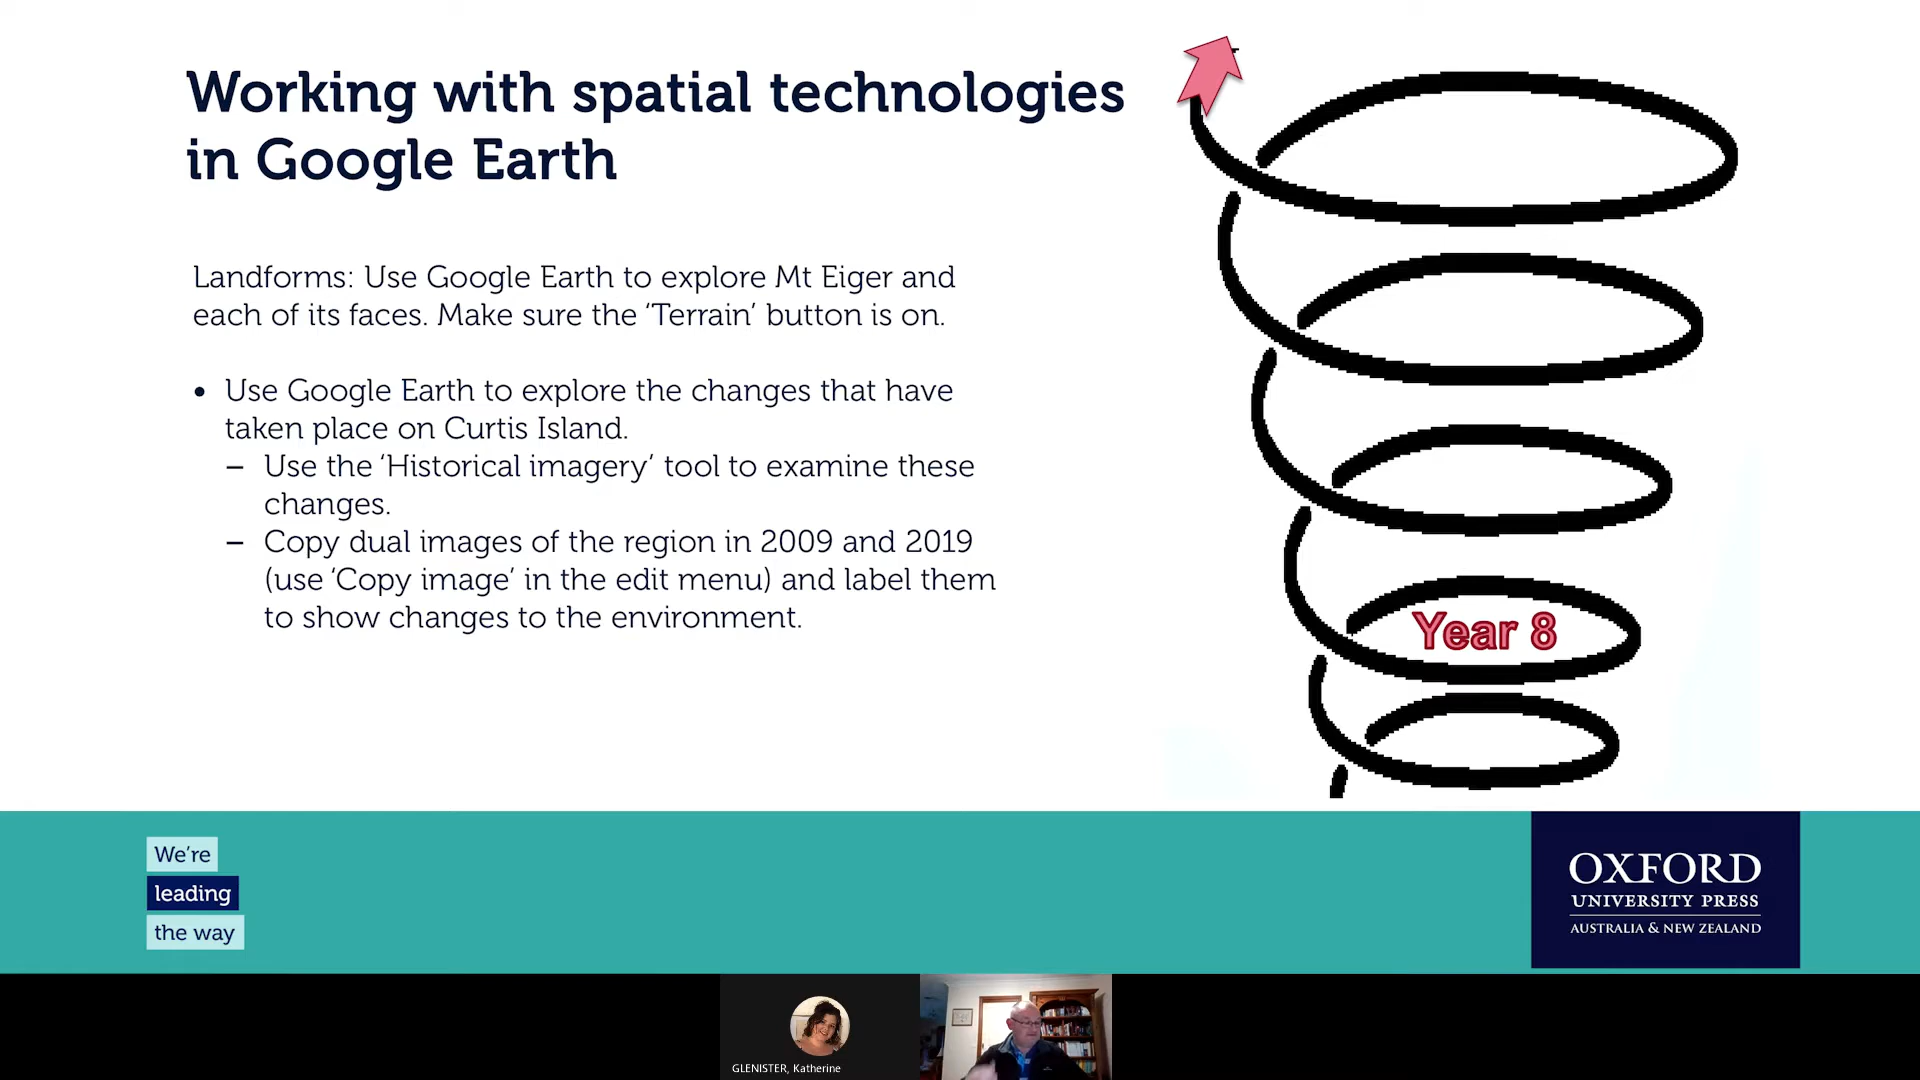 Working with spatial technologies
in Google Earth
Landforms: Use Google Earth to explore Mt Eiger and
each of its faces. Make sure the ‘Terrain’ button is on.
• Use Google Earth to explore the changes that have
taken place on Curtis Island.
– Use the ‘Historical imagery’ tool to examine these
changes.
– Copy dual images of the region in 2009 and 2019
(use ‘Copy image’ in the edit menu) and label them
to show changes to the environment.
Year 8
We’re
leading
the way
OXFORD
UNIVERSITY PRESS
AUSTRALIA & NEW ZEALAND
GLENISTER, Katherine